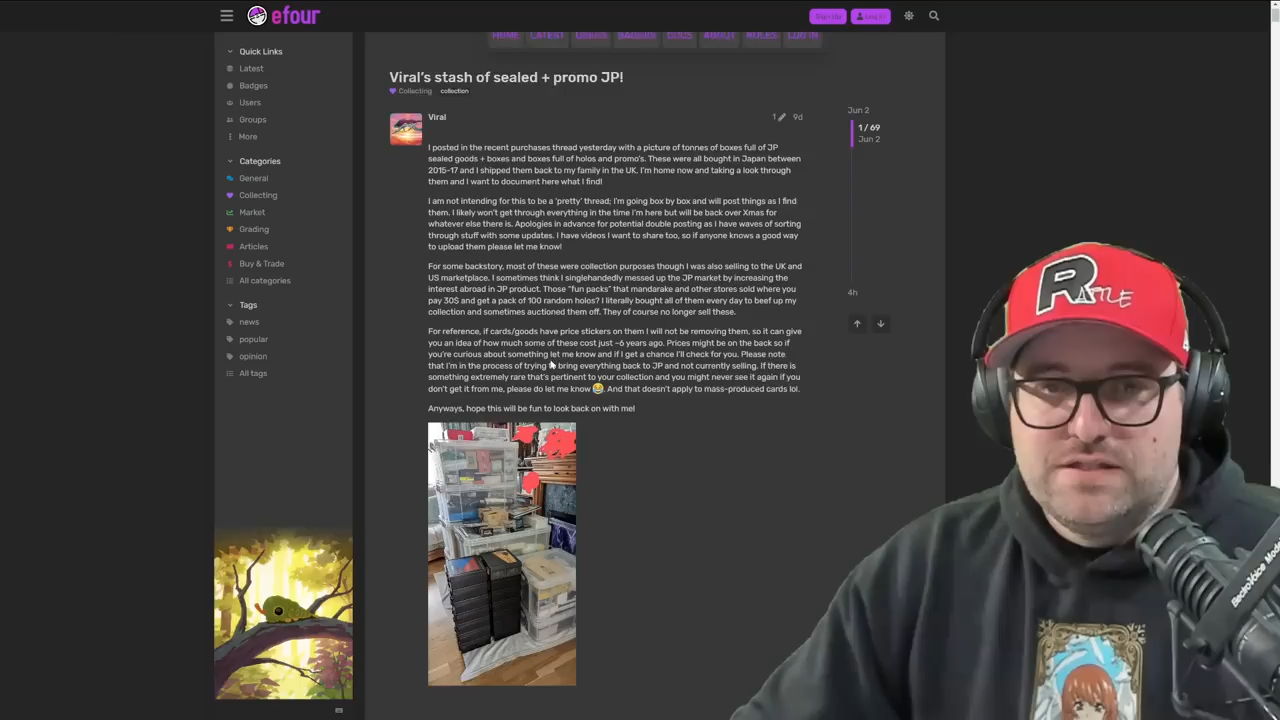 efour
Sign Up
Log In
HOME
LATEST
BADGES
DOCS
ABOUT
RULES
LOG IN
Quick Links
Latest
Badges
Users
Groups
More
Categories
General
Collecting
Market
Grading
Articles
Buy & Trade
All categories
Tags
news
popular
opinion
All tags
Viral's stash of sealed + promo JP!
Collecting collection
Viral
1 9d
I posted in the recent purchases thread yesterday with a picture of tonnes of boxes full of JP
sealed goods + boxes and boxes full of holos and promo's. These were all bought in Japan between
2015-17 and I shipped them back to my family in the UK. I'm home now and taking a look through
them and I want to document here what I find!
I am not intending for this to be a 'pretty' thread; I'm going box by box and will post things as I find
them. I likely won't get through everything in the time I'm here but will be back over Xmas for
whatever else there is. Apologies in advance for potential double posting as I have waves of sorting
through stuff with some updates. I have videos I want to share too, so if anyone knows a good way
to upload them please let me know!
For some backstory, most of these were collection purposes though I was also selling to the UK and
US marketplace. I sometimes think I singlehandedly messed up the JP market by increasing the
interest abroad in JP product. Those "fun packs" that mandarake and other stores sold where you
pay 30$ and get a pack of 100 random holos? I literally bought all of them every day to beef up my
collection and sometimes auctioned them off. They of course no longer sell these.
For reference, if cards/goods have price stickers on them I will not be removing them, so it can give
you an idea of how much some of these cost just ~6 years ago. Prices might be on the back so if
you're curious about something let me know and if I get a chance I'll check for you. Please note
that I'm in the process of trying to bring everything back to JP and not currently selling. If there is
something extremely rare that's pertinent to your collection and you might never see it again if you
don't get it from me, please do let me know 😂. And that doesn't apply to mass-produced cards lol.
Anyways, hope this will be fun to look back on with me!
Jun 2
1 / 69
Jun 2
4h
R
ATTLE